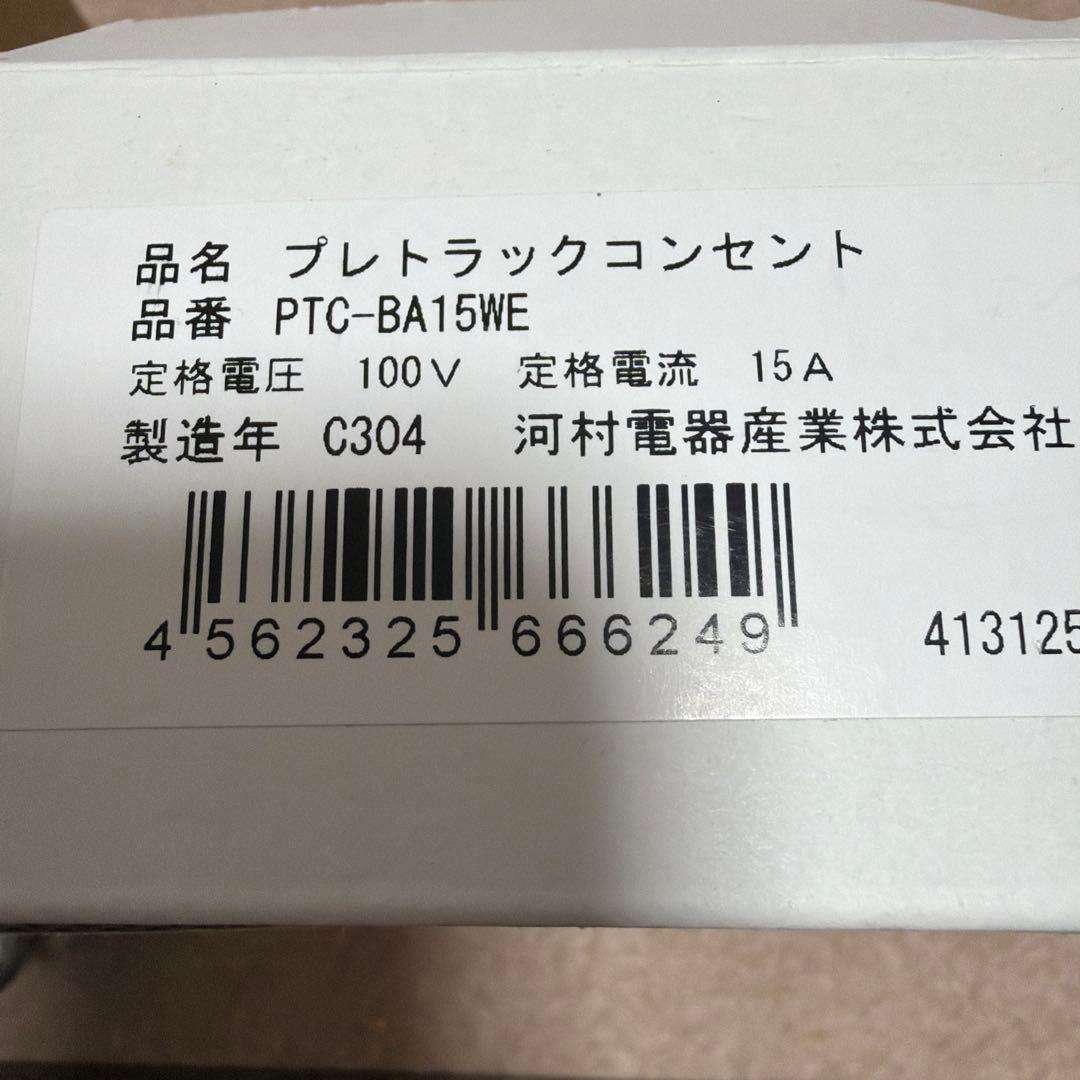 品名 プレトラックコンセント
品番 PTC-BA15WE
定格電圧 100V 定格電流 15A
製造年 C304 河村電器産業株式会社
4 562325 666249
413125